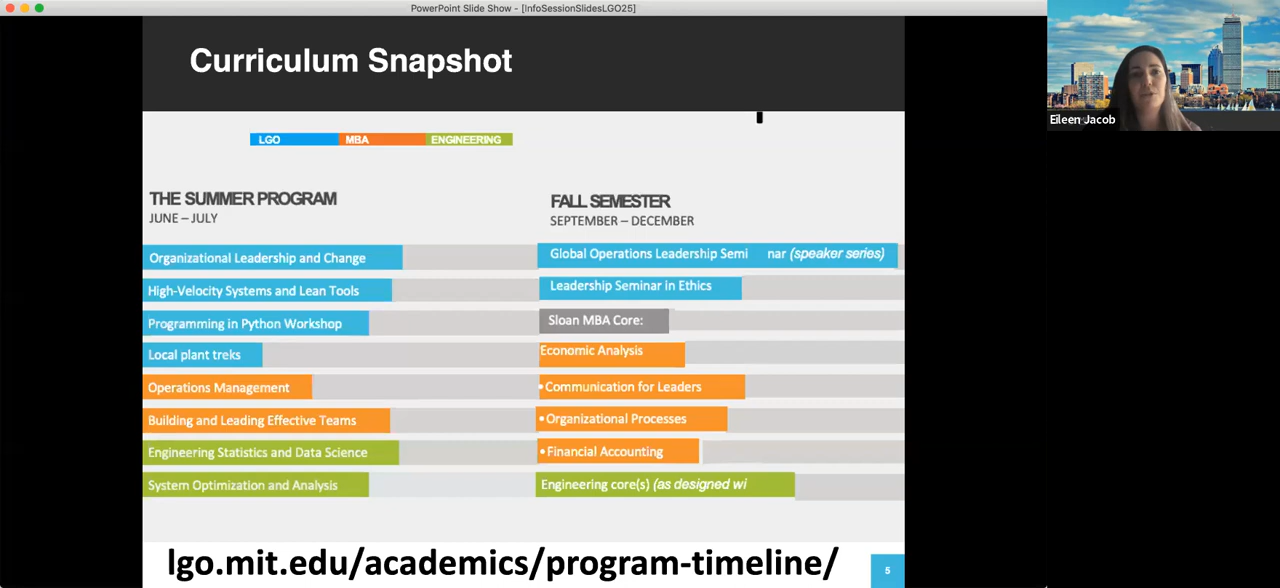 PowerPoint Slide Show - [InfoSessionSlidesLGO25]
Curriculum Snapshot
LGO MBA ENGINEERING
THE SUMMER PROGRAM
JUNE – JULY
Organizational Leadership and Change
High-Velocity Systems and Lean Tools
Programming in Python Workshop
Local plant treks
Operations Management
Building and Leading Effective Teams
Engineering Statistics and Data Science
System Optimization and Analysis
FALL SEMESTER
SEPTEMBER – DECEMBER
Global Operations Leadership Semi nar (speaker series)
Leadership Seminar in Ethics
Sloan MBA Core:
Economic Analysis
• Communication for Leaders
• Organizational Processes
• Financial Accounting
Engineering core(s) (as designed wi
lgo.mit.edu/academics/program-timeline/
5
Eileen Jacob